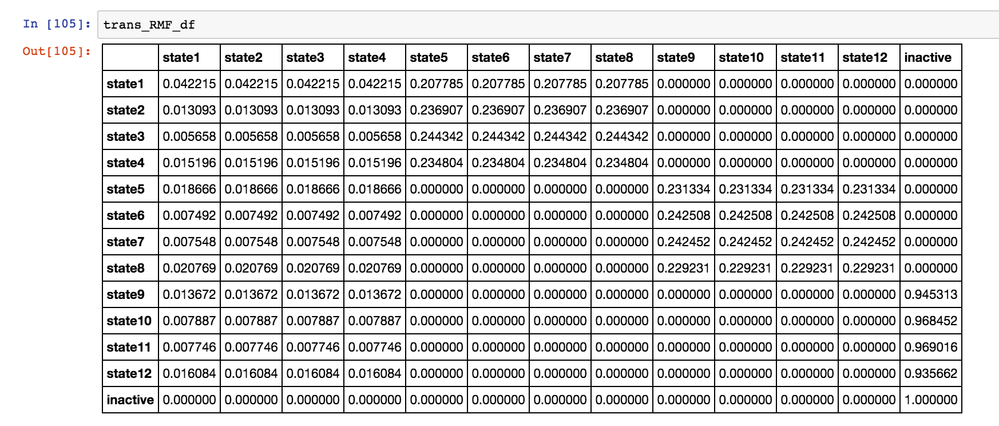 In [105]: trans_RMF_df
Out[105]:
state1 state2 state3 state4 state5 state6 state7 state8 state9 state10 state11 state12 inactive
state1 0.042215 0.042215 0.042215 0.042215 0.207785 0.207785 0.207785 0.207785 0.000000 0.000000 0.000000 0.000000 0.000000
state2 0.013093 0.013093 0.013093 0.013093 0.236907 0.236907 0.236907 0.236907 0.000000 0.000000 0.000000 0.000000 0.000000
state3 0.005658 0.005658 0.005658 0.005658 0.244342 0.244342 0.244342 0.244342 0.000000 0.000000 0.000000 0.000000 0.000000
state4 0.015196 0.015196 0.015196 0.015196 0.234804 0.234804 0.234804 0.234804 0.000000 0.000000 0.000000 0.000000 0.000000
state5 0.018666 0.018666 0.018666 0.018666 0.000000 0.000000 0.000000 0.000000 0.231334 0.231334 0.231334 0.231334 0.000000
state6 0.007492 0.007492 0.007492 0.007492 0.000000 0.000000 0.000000 0.000000 0.242508 0.242508 0.242508 0.242508 0.000000
state7 0.007548 0.007548 0.007548 0.007548 0.000000 0.000000 0.000000 0.000000 0.242452 0.242452 0.242452 0.242452 0.000000
state8 0.020769 0.020769 0.020769 0.020769 0.000000 0.000000 0.000000 0.000000 0.229231 0.229231 0.229231 0.229231 0.000000
state9 0.013672 0.013672 0.013672 0.013672 0.000000 0.000000 0.000000 0.000000 0.000000 0.000000 0.000000 0.000000 0.945313
state10 0.007887 0.007887 0.007887 0.007887 0.000000 0.000000 0.000000 0.000000 0.000000 0.000000 0.000000 0.000000 0.968452
state11 0.007746 0.007746 0.007746 0.007746 0.000000 0.000000 0.000000 0.000000 0.000000 0.000000 0.000000 0.000000 0.969016
state12 0.016084 0.016084 0.016084 0.016084 0.000000 0.000000 0.000000 0.000000 0.000000 0.000000 0.000000 0.000000 0.935662
inactive 0.000000 0.000000 0.000000 0.000000 0.000000 0.000000 0.000000 0.000000 0.000000 0.000000 0.000000 0.000000 1.000000